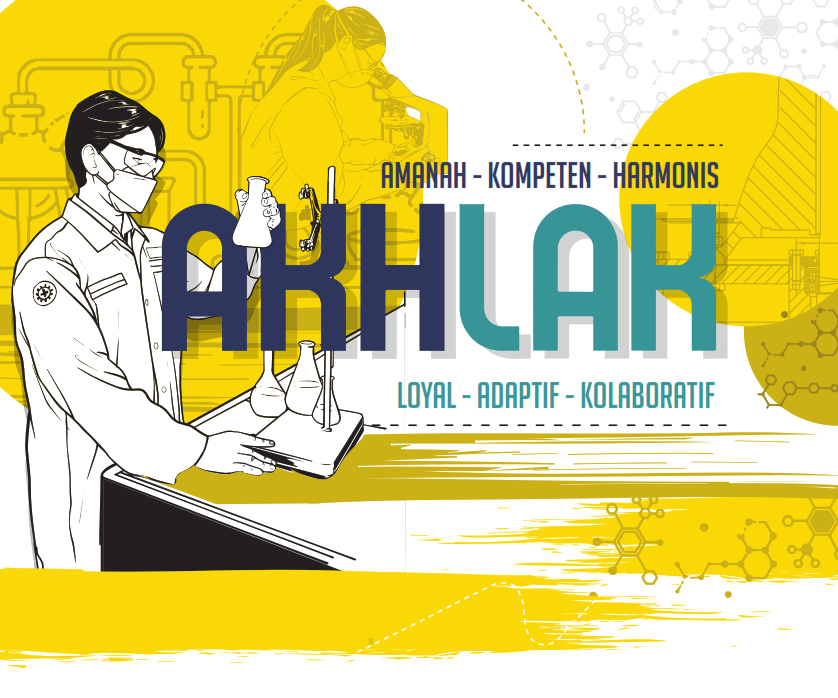 AMANAH - KOMPETEN - HARMONIS
AKHLAK
LOYAL - ADAPTIF - KOLABORATIF